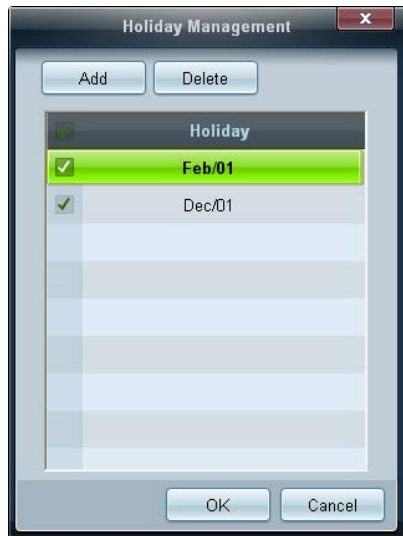 Holiday Management
x
Add Delete
Holiday
Feb/01
Dec/01
OK Cancel